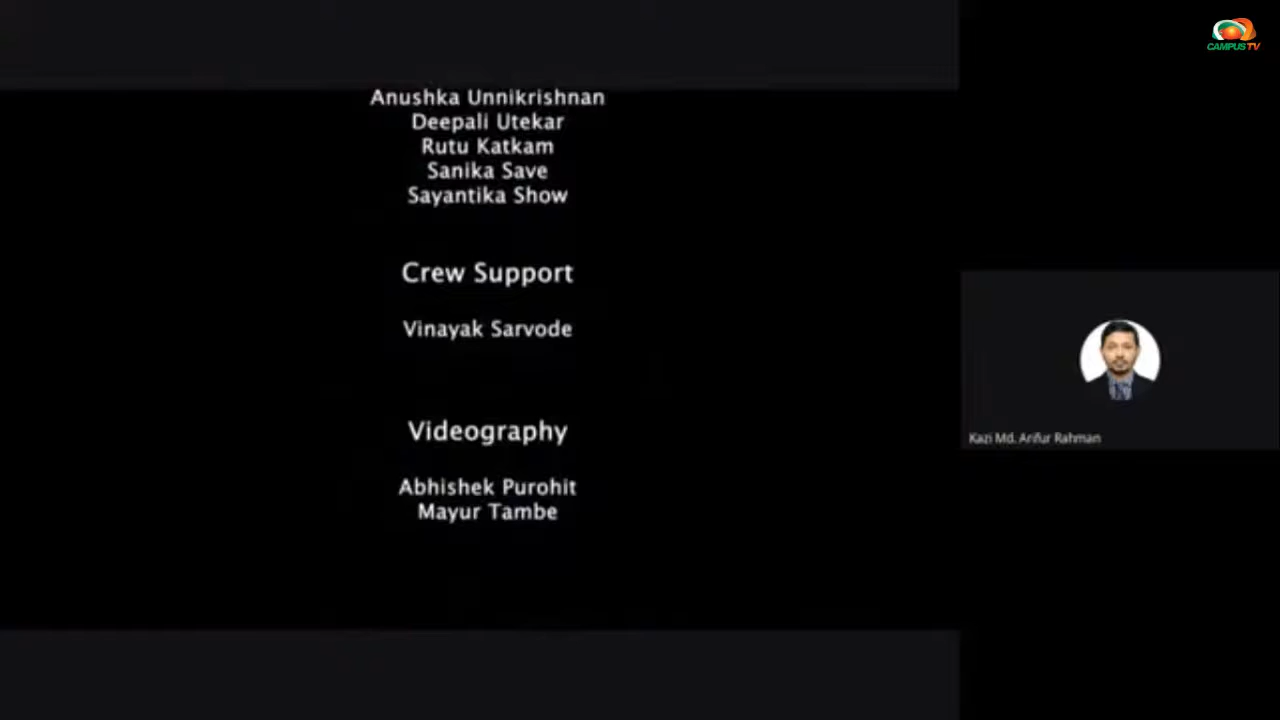 CAMPUS TV
Anushka Unnikrishnan
Deepali Utekar
Rutu Katkam
Sanika Save
Sayantika Show
Crew Support
Vinayak Sarvode
Videography
Abhishek Purohit
Mayur Tambe
Kazi Md. Arifur Rahman